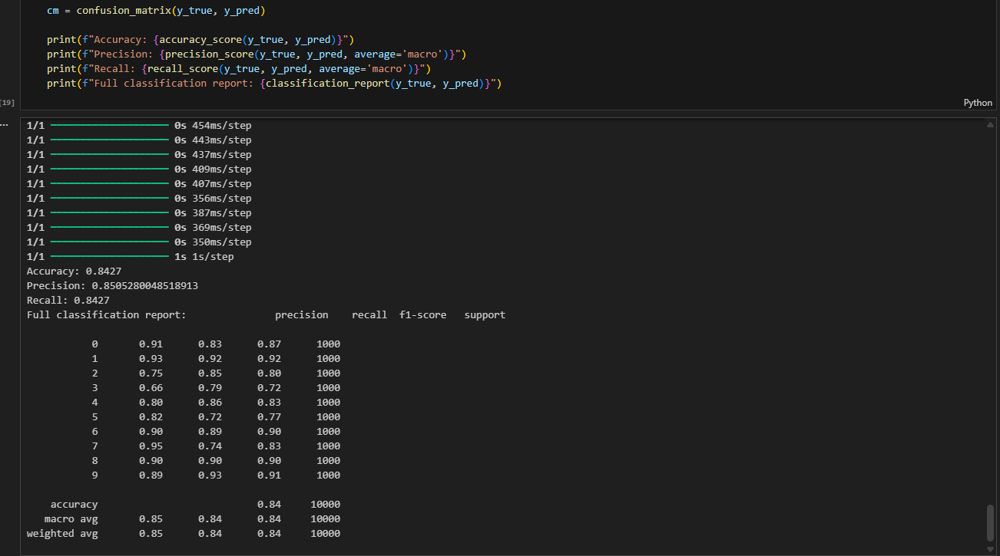 cm = confusion_matrix(y_true, y_pred)
print(f"Accuracy: {accuracy_score(y_true, y_pred)}")
print(f"Precision: {precision_score(y_true, y_pred, average='macro')}")
print(f"Recall: {recall_score(y_true, y_pred, average='macro')}")
print(f"Full classification report: {classification_report(y_true, y_pred)}")
[19]
Python
...
1/1 ━━━━━━━━━━━━━━━━━━━━ 0s 454ms/step
1/1 ━━━━━━━━━━━━━━━━━━━━ 0s 443ms/step
1/1 ━━━━━━━━━━━━━━━━━━━━ 0s 437ms/step
1/1 ━━━━━━━━━━━━━━━━━━━━ 0s 409ms/step
1/1 ━━━━━━━━━━━━━━━━━━━━ 0s 407ms/step
1/1 ━━━━━━━━━━━━━━━━━━━━ 0s 356ms/step
1/1 ━━━━━━━━━━━━━━━━━━━━ 0s 387ms/step
1/1 ━━━━━━━━━━━━━━━━━━━━ 0s 369ms/step
1/1 ━━━━━━━━━━━━━━━━━━━━ 0s 350ms/step
1/1 ━━━━━━━━━━━━━━━━━━━━ 1s 1s/step
Accuracy: 0.8427
Precision: 0.8505280048518913
Recall: 0.8427
Full classification report:               precision    recall  f1-score   support
0       0.91      0.83      0.87      1000
1       0.93      0.92      0.92      1000
2       0.75      0.85      0.80      1000
3       0.66      0.79      0.72      1000
4       0.80      0.86      0.83      1000
5       0.82      0.72      0.77      1000
6       0.90      0.89      0.90      1000
7       0.95      0.74      0.83      1000
8       0.90      0.90      0.90      1000
9       0.89      0.93      0.91      1000
accuracy                           0.84     10000
macro avg       0.85      0.84      0.84     10000
weighted avg       0.85      0.84      0.84     10000